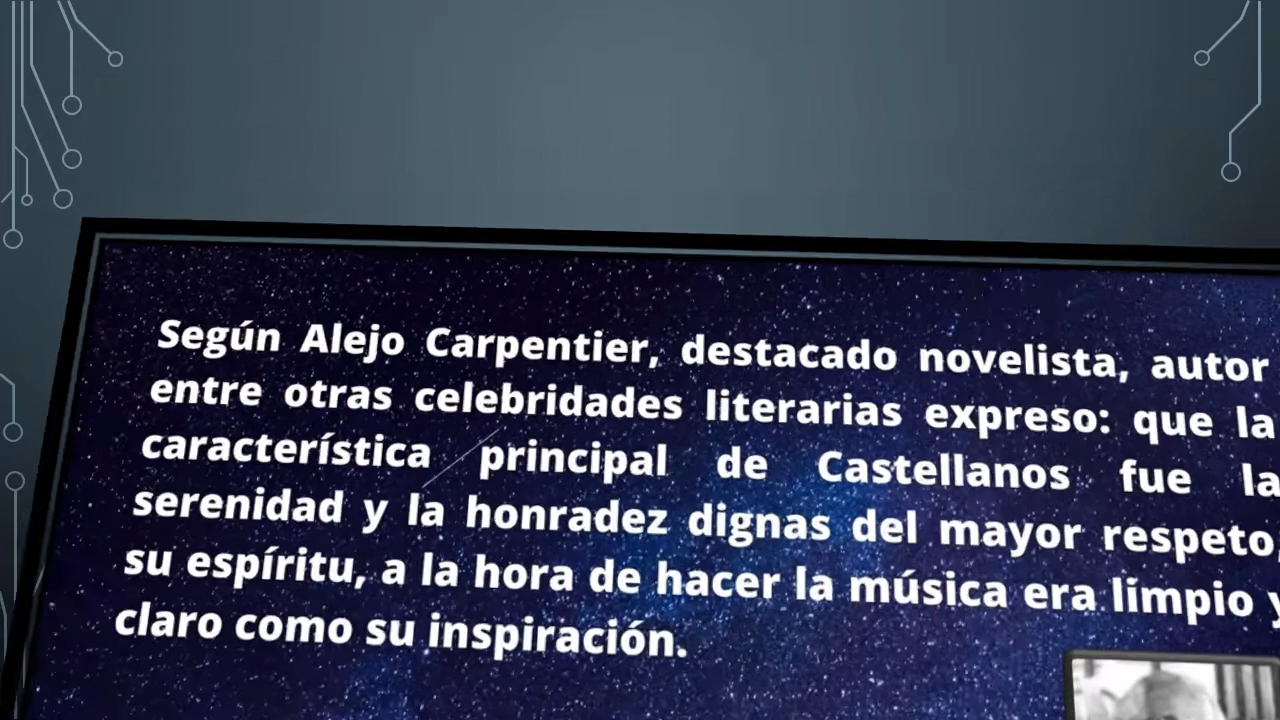 Según Alejo Carpentier, destacado novelista, autor
entre otras celebridades literarias expreso: que la
característica principal de Castellanos fue la
serenidad y la honradez dignas del mayor respeto,
su espíritu, a la hora de hacer la música era límpio y
claro como su inspiración.